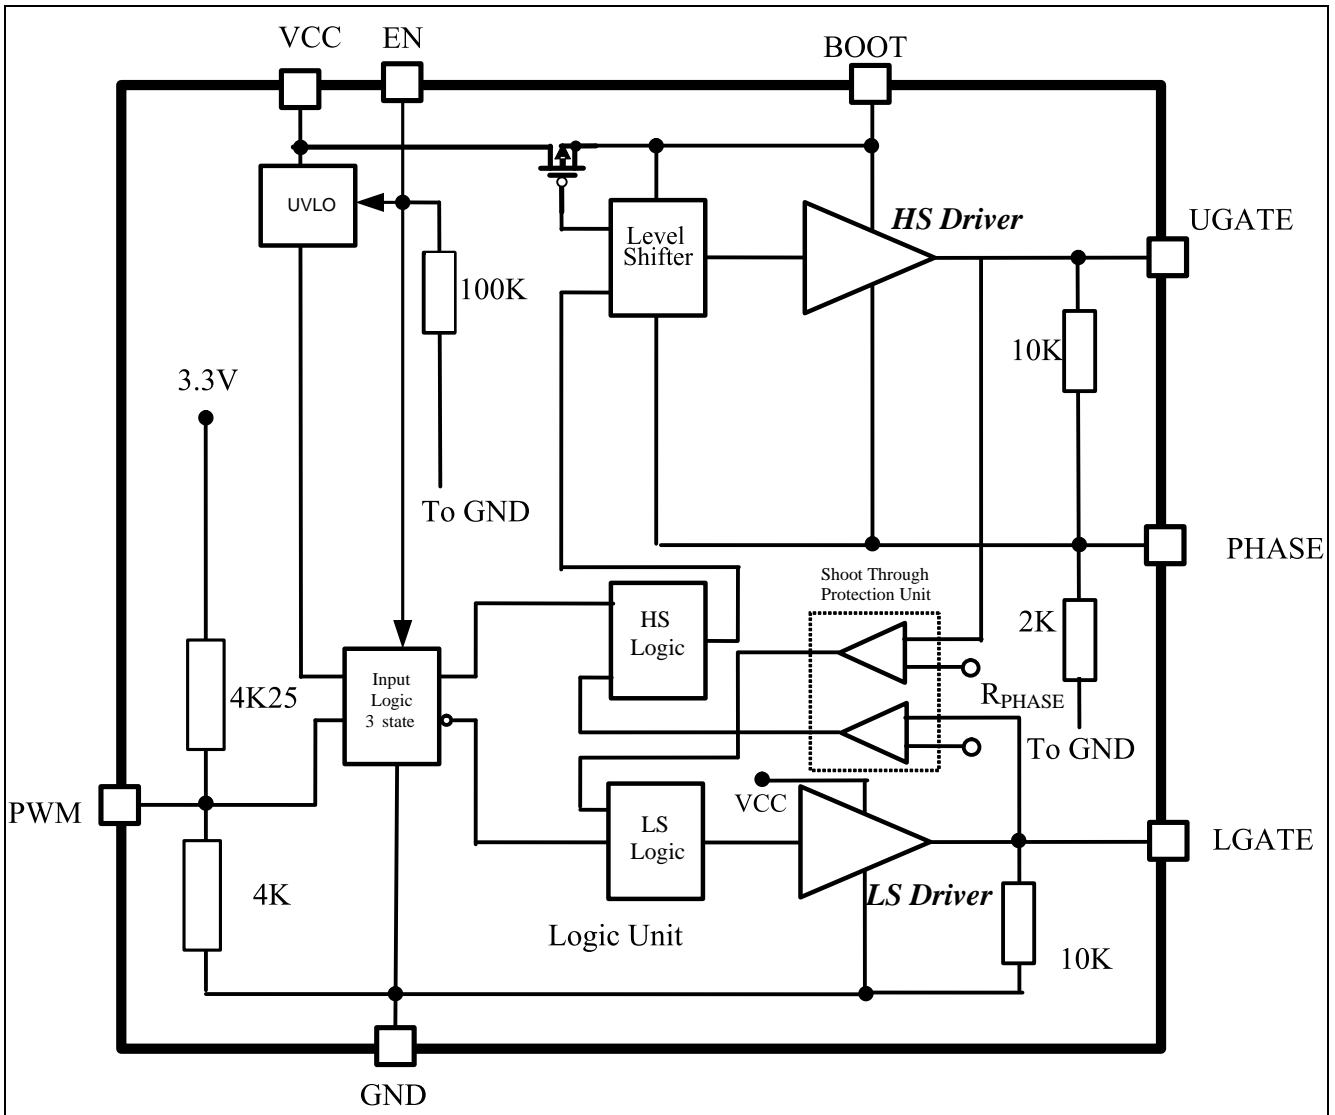 VCC
EN
BOOT
UVLO
HS Driver
UGATE
Level
Shifter
100K
10K
3.3V
To GND
PHASE
Shoot Through
Protection Unit
HS
Logic
2K
Input
Logic
3 state
4K25
R_PHASE
To GND
VCC
PWM
LS
Logic
LGATE
4K
LS Driver
Logic Unit
10K
GND